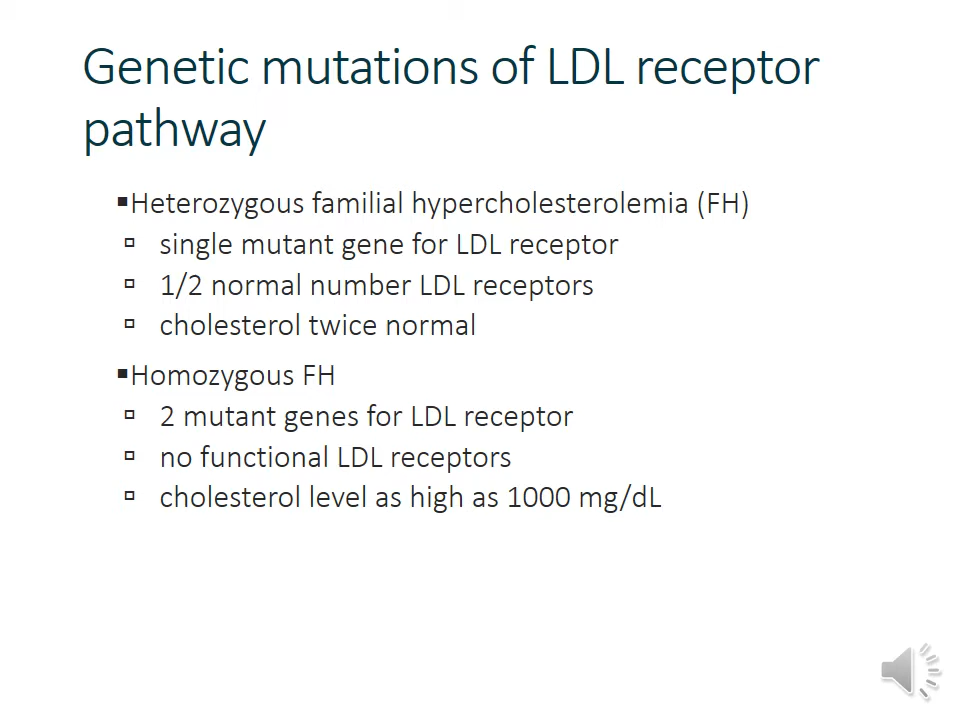 Genetic mutations of LDL receptor
pathway
▪Heterozygous familial hypercholesterolemia (FH)
▫ single mutant gene for LDL receptor
▫ 1/2 normal number LDL receptors
▫ cholesterol twice normal
▪Homozygous FH
▫ 2 mutant genes for LDL receptor
▫ no functional LDL receptors
▫ cholesterol level as high as 1000 mg/dL